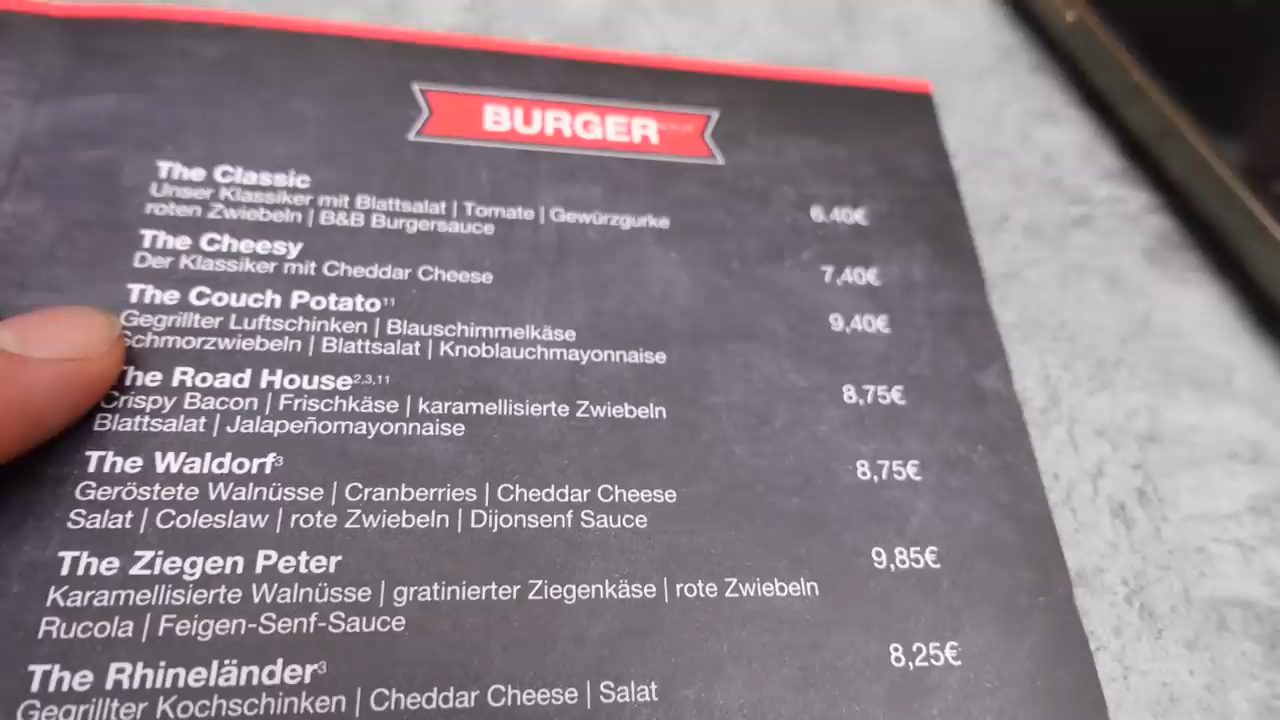 BURGER
The Classic
Unser Klassiker mit Blattsalat | Tomate | Gewürzgurke
roten Zwiebeln | B&B Burgersauce
6,40€
The Cheesy
Der Klassiker mit Cheddar Cheese
7,40€
The Couch Potato¹¹
Gegrillter Luftschinken | Blauschimmelkäse
Schmorzwiebeln | Blattsalat | Knoblauchmayonnaise
9,40€
The Road House²,³,¹¹
Crispy Bacon | Frischkäse | karamellisierte Zwiebeln
Blattsalat | Jalapeñomayonnaise
8,75€
The Waldorf³
Geröstete Walnüsse | Cranberries | Cheddar Cheese
Salat | Coleslaw | rote Zwiebeln | Dijonsenf Sauce
8,75€
The Ziegen Peter
Karamellisierte Walnüsse | gratinierter Ziegenkäse | rote Zwiebeln
Rucola | Feigen-Senf-Sauce
9,85€
The Rhineländer³
Gegrillter Kochschinken | Cheddar Cheese | Salat
8,25€